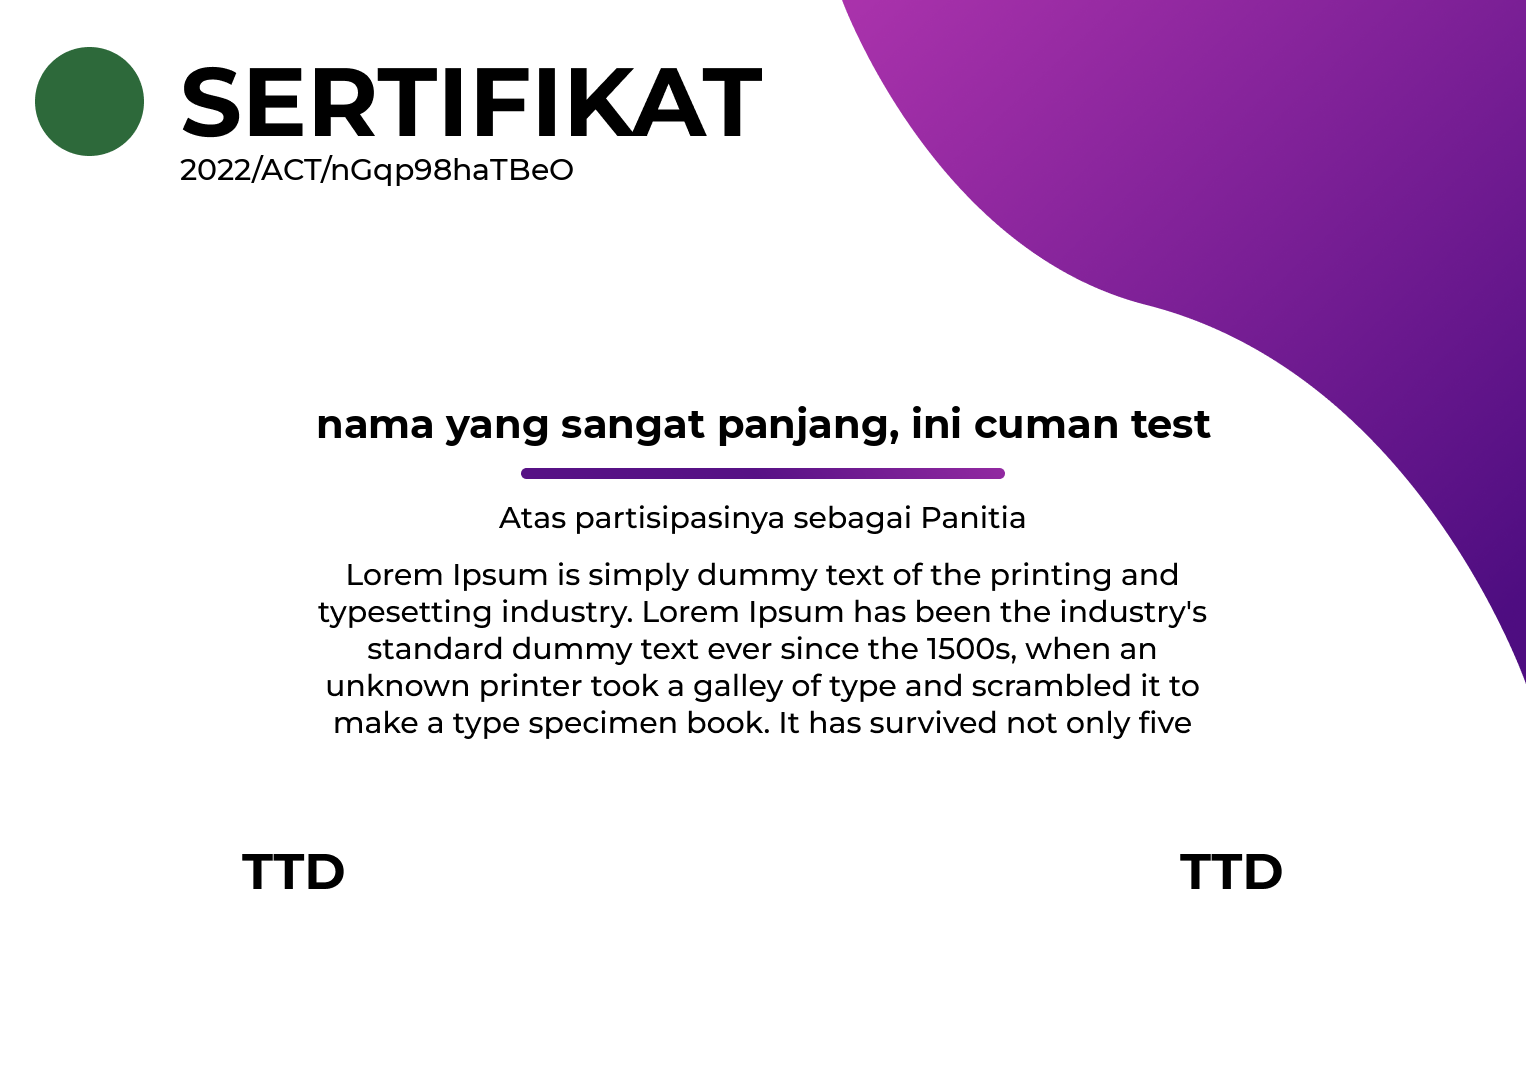 SERTIFIKAT
2022/ACT/nGqp98haTBeO
nama yang sangat panjang, ini cuman test
Atas partisipasinya sebagai Panitia
Lorem Ipsum is simply dummy text of the printing and
typesetting industry. Lorem Ipsum has been the industry's
standard dummy text ever since the 1500s, when an
unknown printer took a galley of type and scrambled it to
make a type specimen book. It has survived not only five
TTD
TTD